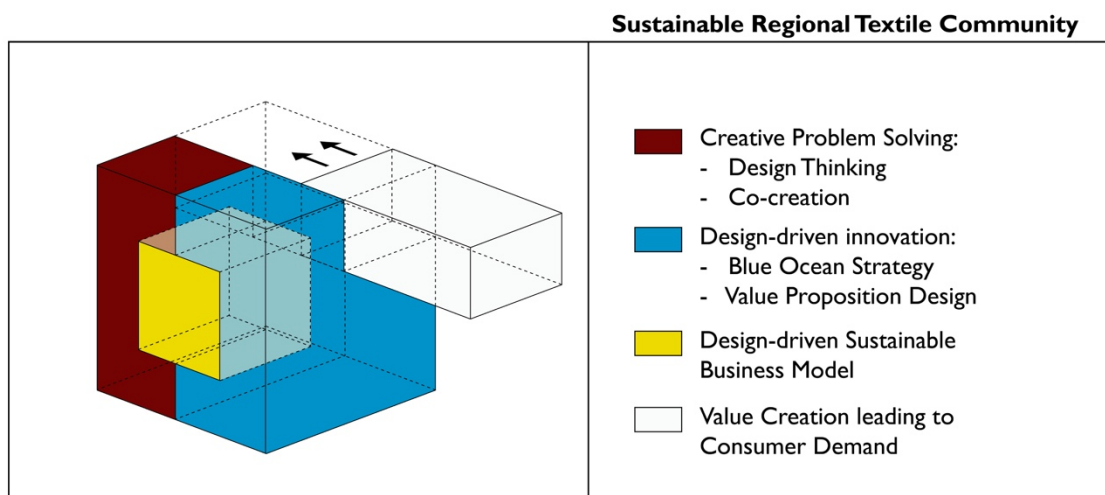 Sustainable Regional Textile Community
Creative Problem Solving:
- Design Thinking
- Co-creation
Design-driven innovation:
- Blue Ocean Strategy
- Value Proposition Design
Design-driven Sustainable
Business Model
Value Creation leading to
Consumer Demand